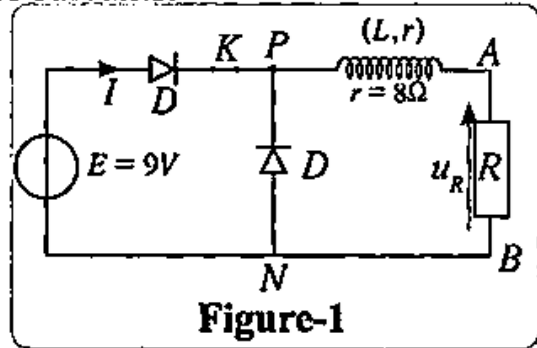 (L,r)
K P A
I D r = 8Ω
E = 9V D u_R R
N B
Figure-1